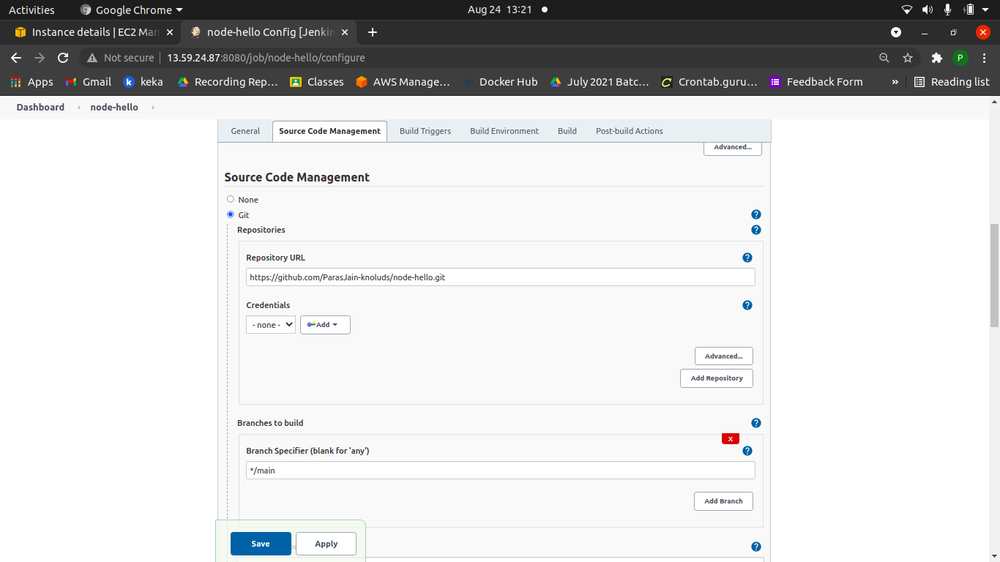 Activities Google Chrome Aug 24 13:21
Instance details | EC2 Man node-hello Config [Jenkin
Not secure 13.59.24.87:8080/job/node-hello/configure
Apps Gmail keka Recording Rep… Classes AWS Manage… Docker Hub July 2021 Batc… Crontab.guru… Feedback Form » Reading list
Dashboard node-hello
General Source Code Management Build Triggers Build Environment Build Post-build Actions
Advanced...
Source Code Management
None
Git
Repositories
Repository URL
https://github.com/ParasJain-knoluds/node-hello.git
Credentials
- none - Add
Advanced...
Add Repository
Branches to build
X
Branch Specifier (blank for 'any')
*/main
Add Branch
Save Apply